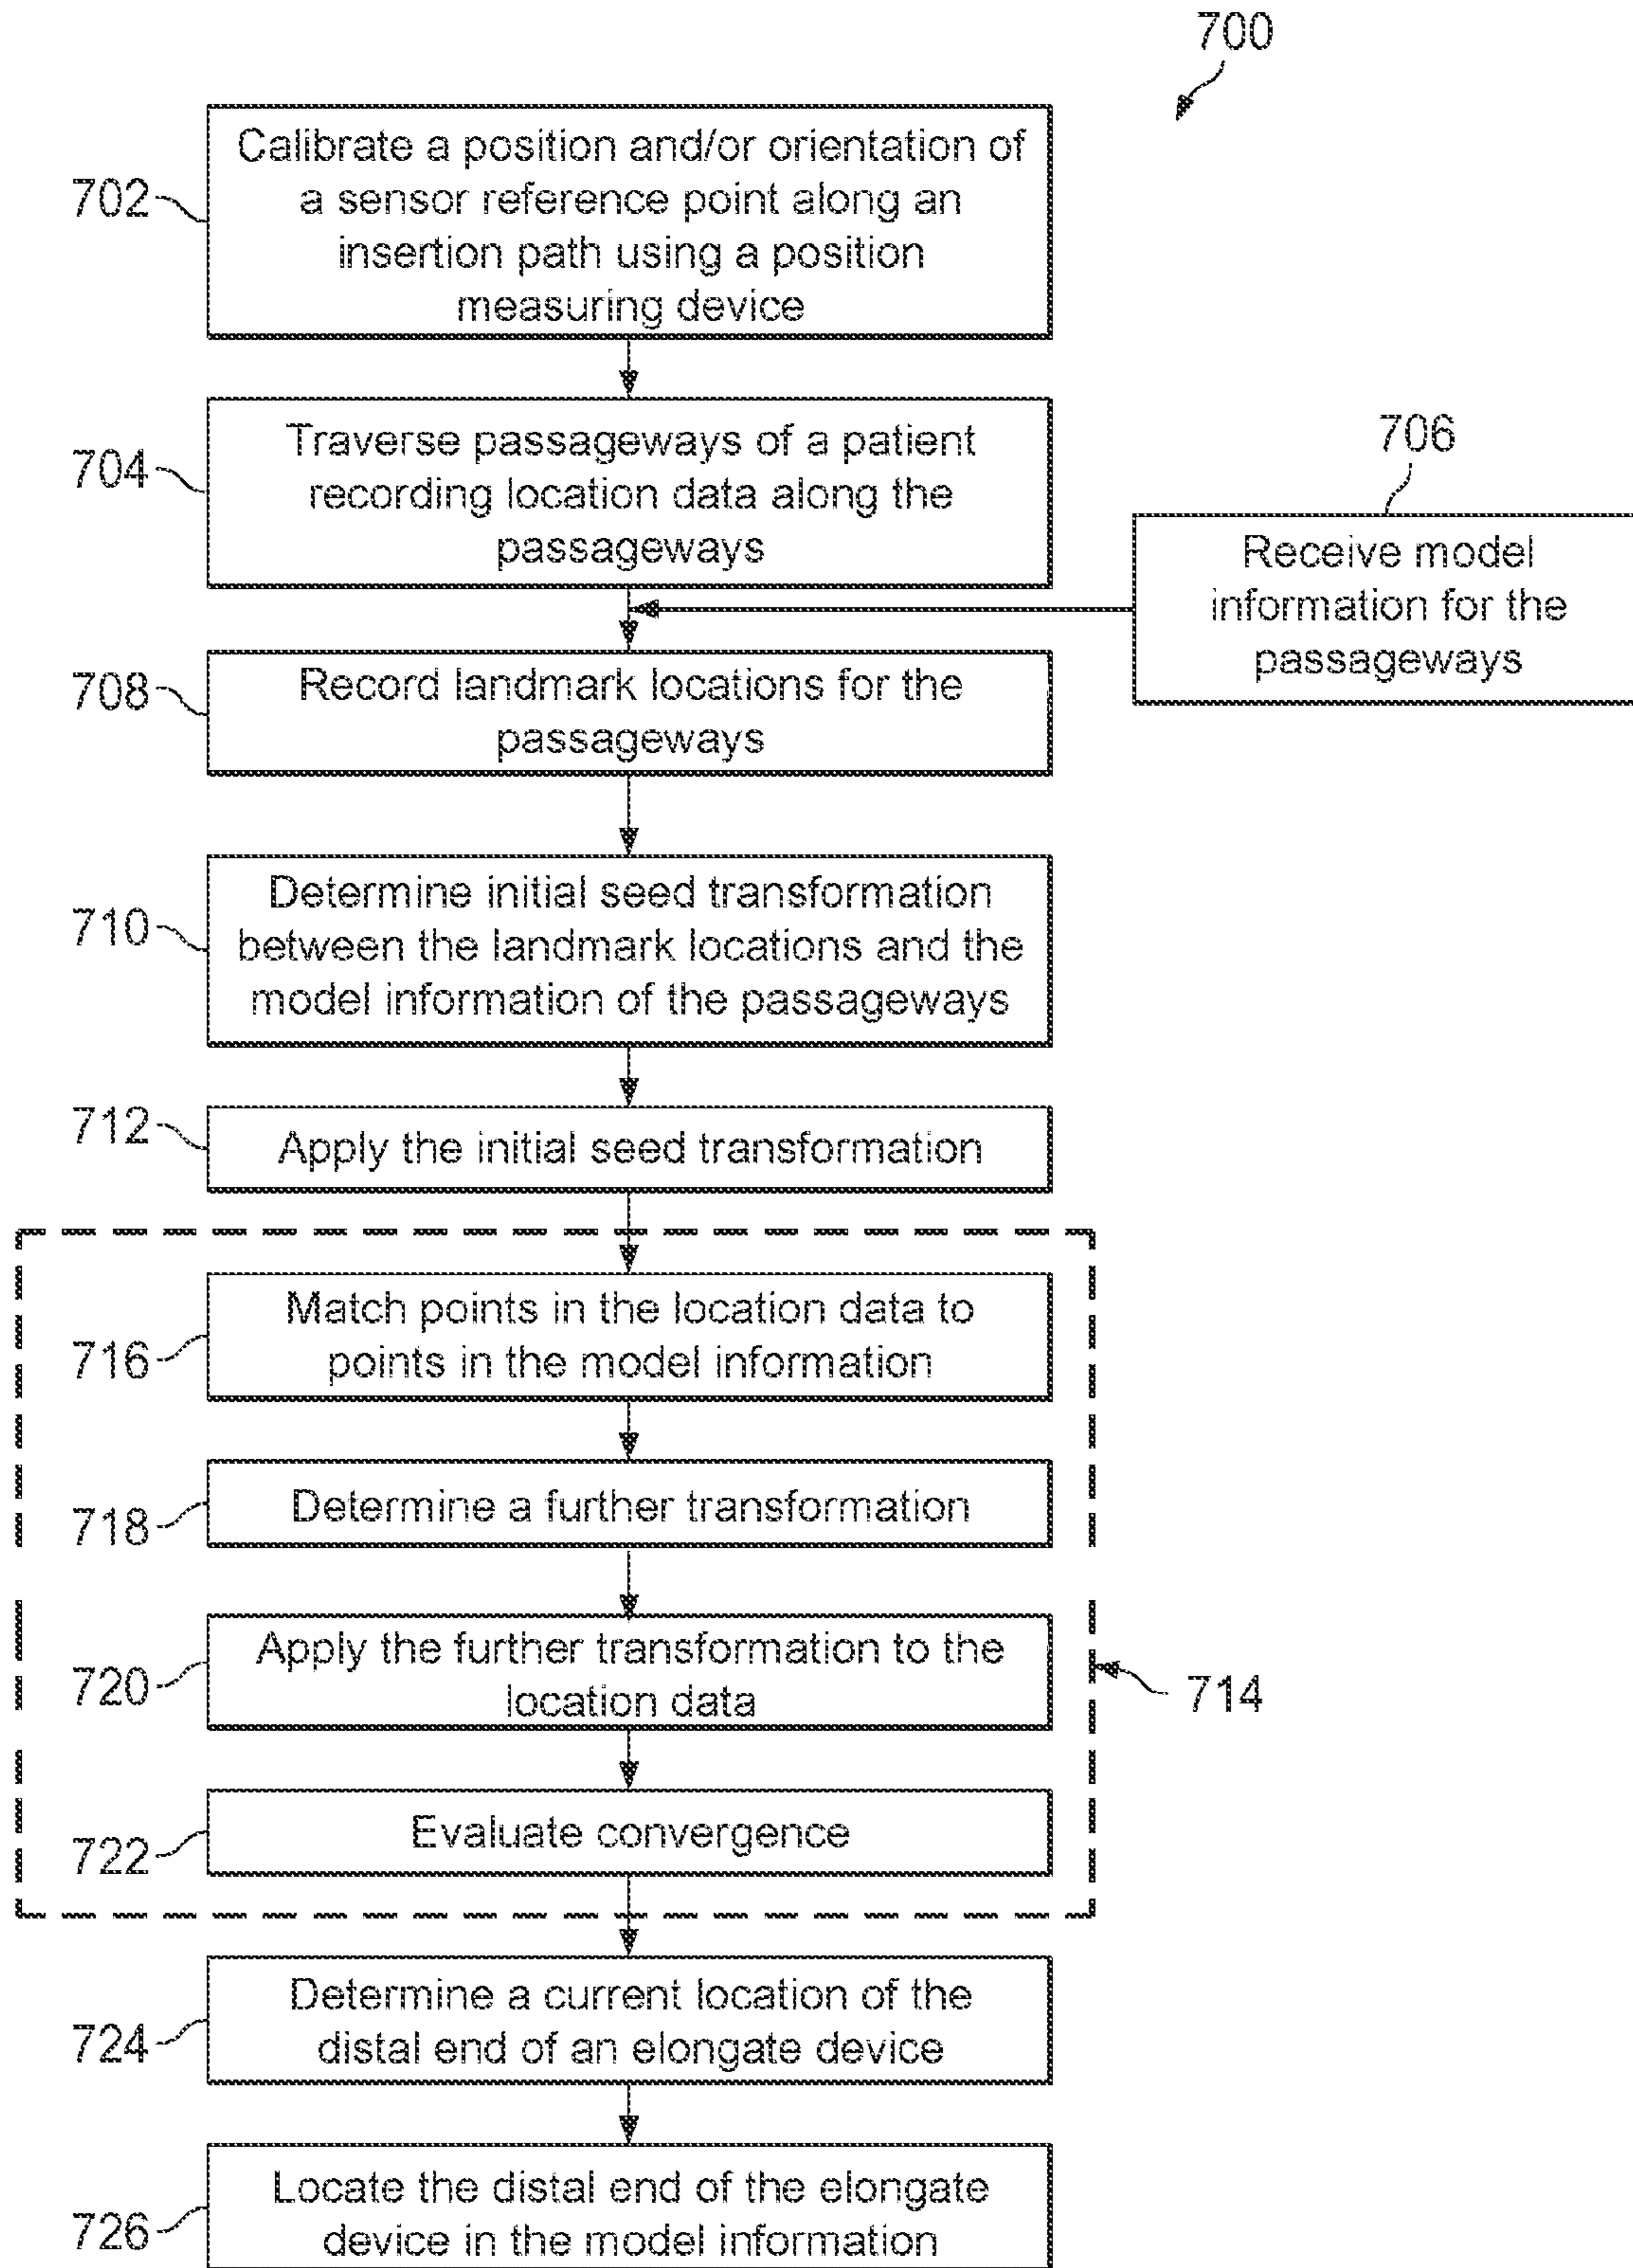 700
702
Calibrate a position and/or orientation of
a sensor reference point along an
insertion path using a position
measuring device
704
Traverse passageways of a patient
recording location data along the
passageways
706
Receive model
information for the
passageways
708
Record landmark locations for the
passageways
710
Determine initial seed transformation
between the landmark locations and the
model information of the passageways
712
Apply the initial seed transformation
716
Match points in the location data to
points in the model information
718
Determine a further transformation
720
Apply the further transformation to the
location data
714
722
Evaluate convergence
724
Determine a current location of the
distal end of an elongate device
726
Locate the distal end of the elongate
device in the model information